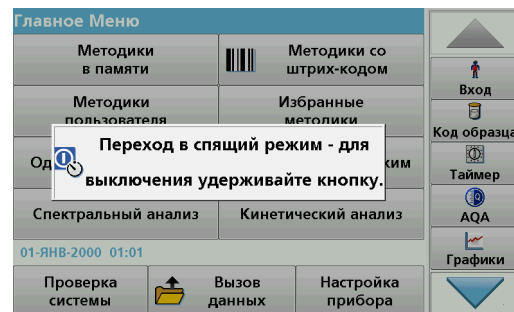 Главное Меню
Методики
в памяти
Методики со
штрих-кодом
Методики
пользователя
Избранные
методики
Переход в спящий режим - для
выключения удерживайте кнопку.
Спектральный анализ
Кинетический анализ
01-ЯНВ-2000 01:01
Проверка
системы
Вызов
данных
Настройка
прибора
Вход
Код образца
Таймер
AQA
Графики